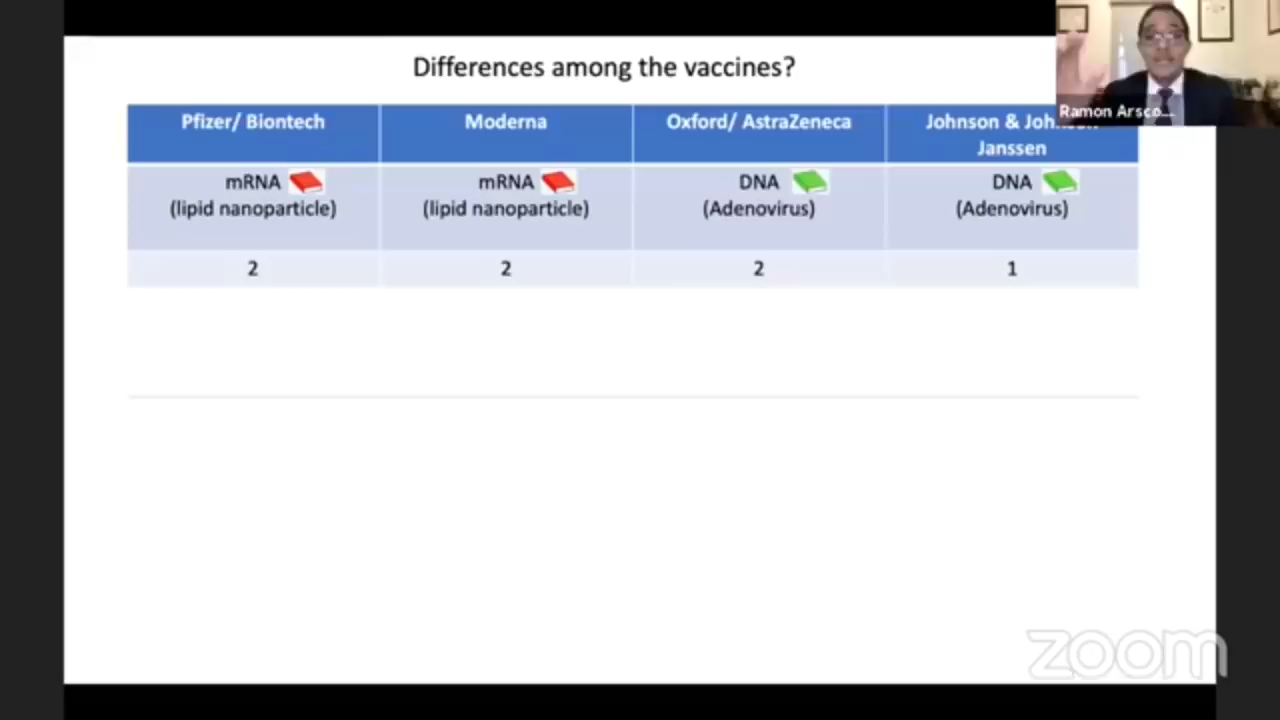 Differences among the vaccines?
Pfizer/ Biontech
Moderna
Oxford/ AstraZeneca
Johnson & Joh
Janssen
mRNA
(lipid nanoparticle)
mRNA
(lipid nanoparticle)
DNA
(Adenovirus)
DNA
(Adenovirus)
2
2
2
1
Ramon Arsco...
zoom